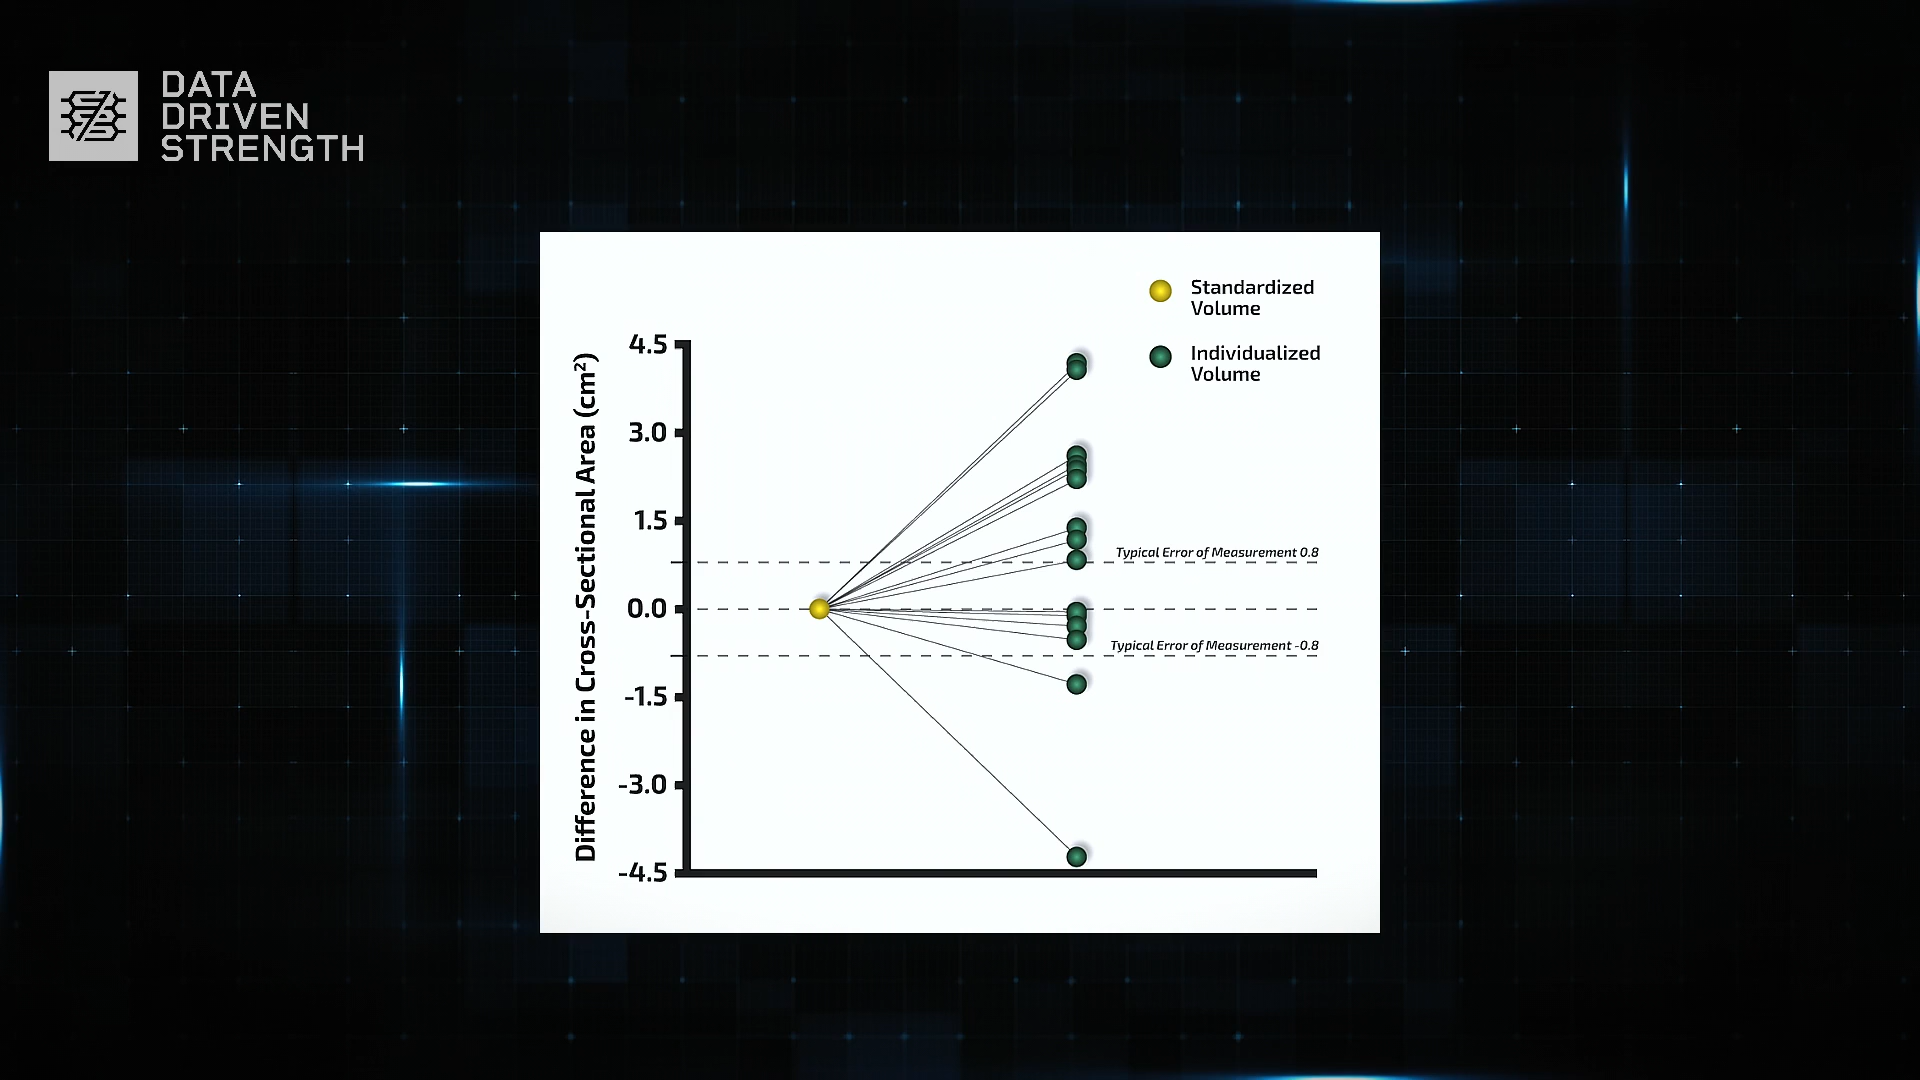 DATA
DRIVEN
STRENGTH
Standardized
Volume
Individualized
Volume
Difference in Cross-Sectional Area (cm²)
4.5
3.0
1.5
0.0
-1.5
-3.0
-4.5
Typical Error of Measurement 0.8
Typical Error of Measurement -0.8